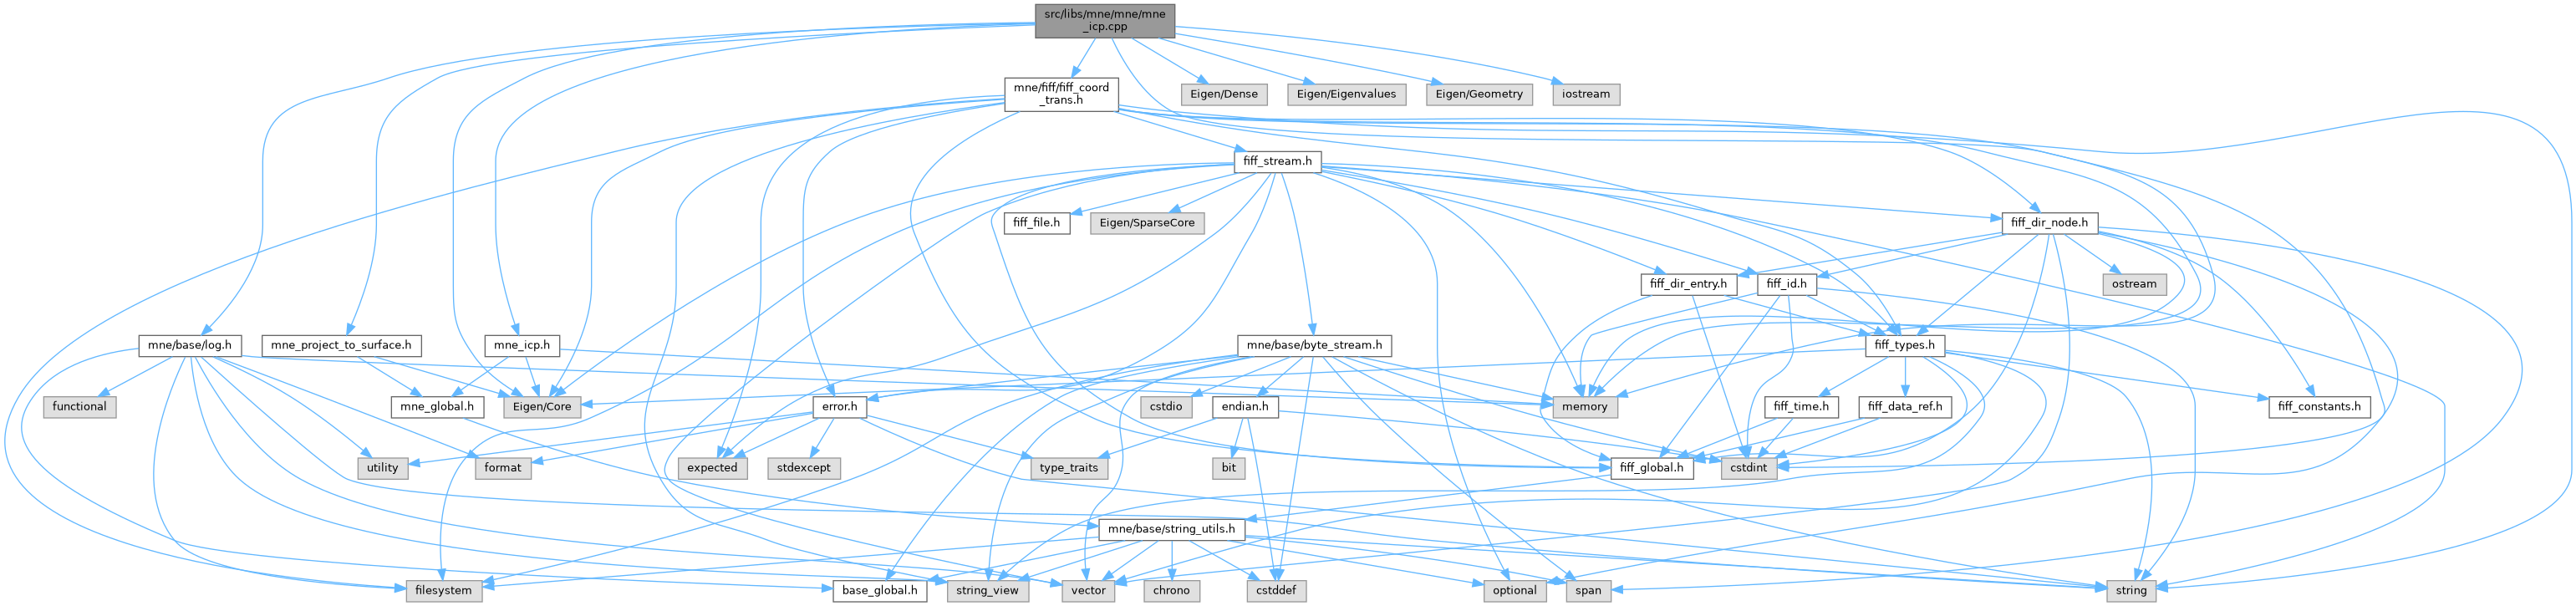 src/libs/mne/mne/mne
_icp.cpp
mne/fiff/fiff_coord
_trans.h
Eigen/Dense
Eigen/Eigenvalues
Eigen/Geometry
iostream
fiff_stream.h
fiff_file.h
Eigen/SparseCore
fiff_dir_node.h
fiff_dir_entry.h
fiff_id.h
ostream
mne/base/log.h
mne_project_to_surface.h
mne_icp.h
mne/base/byte_stream.h
fiff_types.h
functional
mne_global.h
Eigen/Core
error.h
cstdio
endian.h
memory
fiff_time.h
fiff_data_ref.h
fiff_constants.h
utility
format
expected
stdexcept
type_traits
bit
fiff_global.h
cstdint
mne/base/string_utils.h
filesystem
base_global.h
string_view
vector
chrono
cstddef
optional
span
string